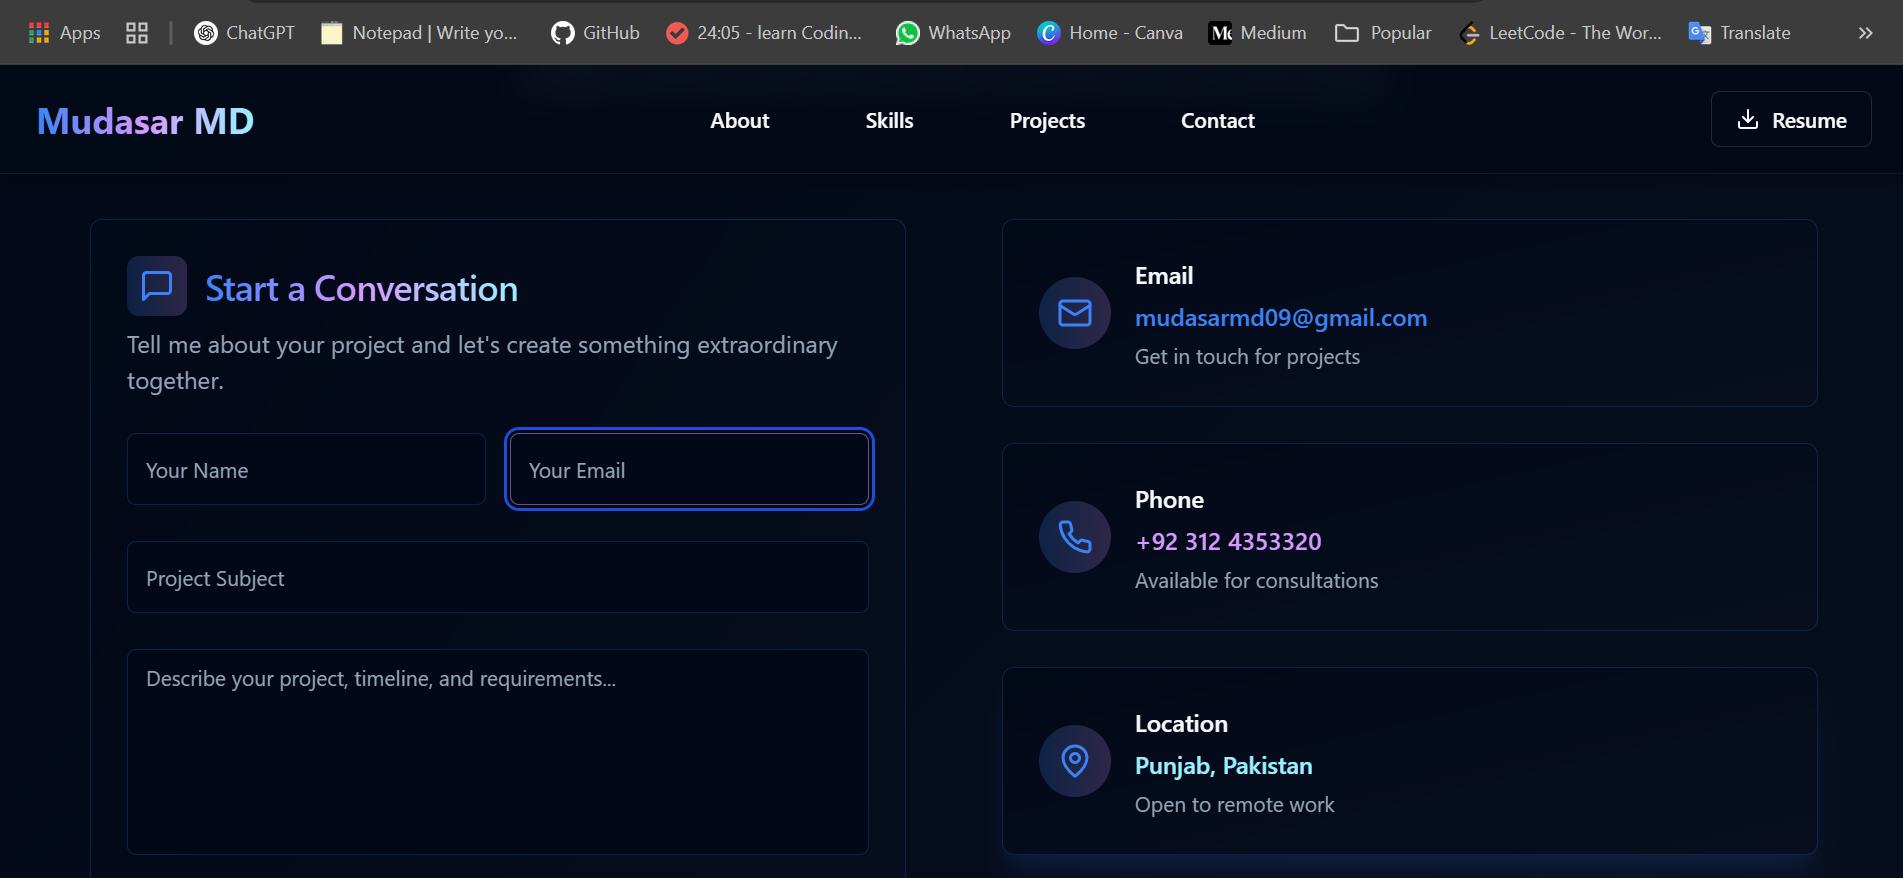 Apps
ChatGPT
Notepad | Write yo...
GitHub
24:05 - learn Codin...
WhatsApp
Home - Canva
Medium
Popular
LeetCode - The Wor...
Translate
Mudasar MD
About
Skills
Projects
Contact
Resume
Start a Conversation
Tell me about your project and let's create something extraordinary
together.
Your Name
Your Email
Project Subject
Describe your project, timeline, and requirements...
Email
mudasarmd09@gmail.com
Get in touch for projects
Phone
+92 312 4353320
Available for consultations
Location
Punjab, Pakistan
Open to remote work